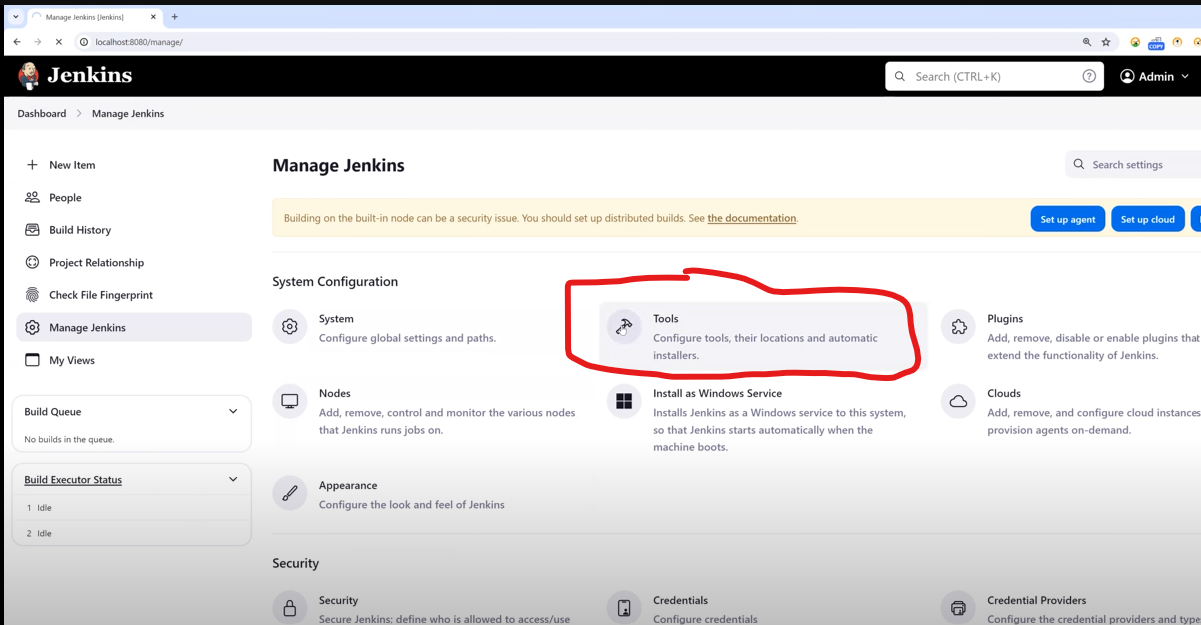 Manage Jenkins [Jenkins]
localhost:8080/manage/
COPY
Jenkins
Search (CTRL+K)
Admin
Dashboard > Manage Jenkins
New Item
People
Build History
Project Relationship
Check File Fingerprint
Manage Jenkins
My Views
Build Queue
No builds in the queue.
Build Executor Status
1 Idle
2 Idle
Manage Jenkins
Search settings
Building on the built-in node can be a security issue. You should set up distributed builds. See the documentation.
Set up agent
Set up cloud
System Configuration
System
Configure global settings and paths.
Tools
Configure tools, their locations and automatic
installers.
Plugins
Add, remove, disable or enable plugins that
extend the functionality of Jenkins.
Nodes
Add, remove, control and monitor the various nodes
that Jenkins runs jobs on.
Install as Windows Service
Installs Jenkins as a Windows service to this system,
so that Jenkins starts automatically when the
machine boots.
Clouds
Add, remove, and configure cloud instances
provision agents on-demand.
Appearance
Configure the look and feel of Jenkins
Security
Security
Secure Jenkins; define who is allowed to access/use
Credentials
Configure credentials
Credential Providers
Configure the credential providers and type